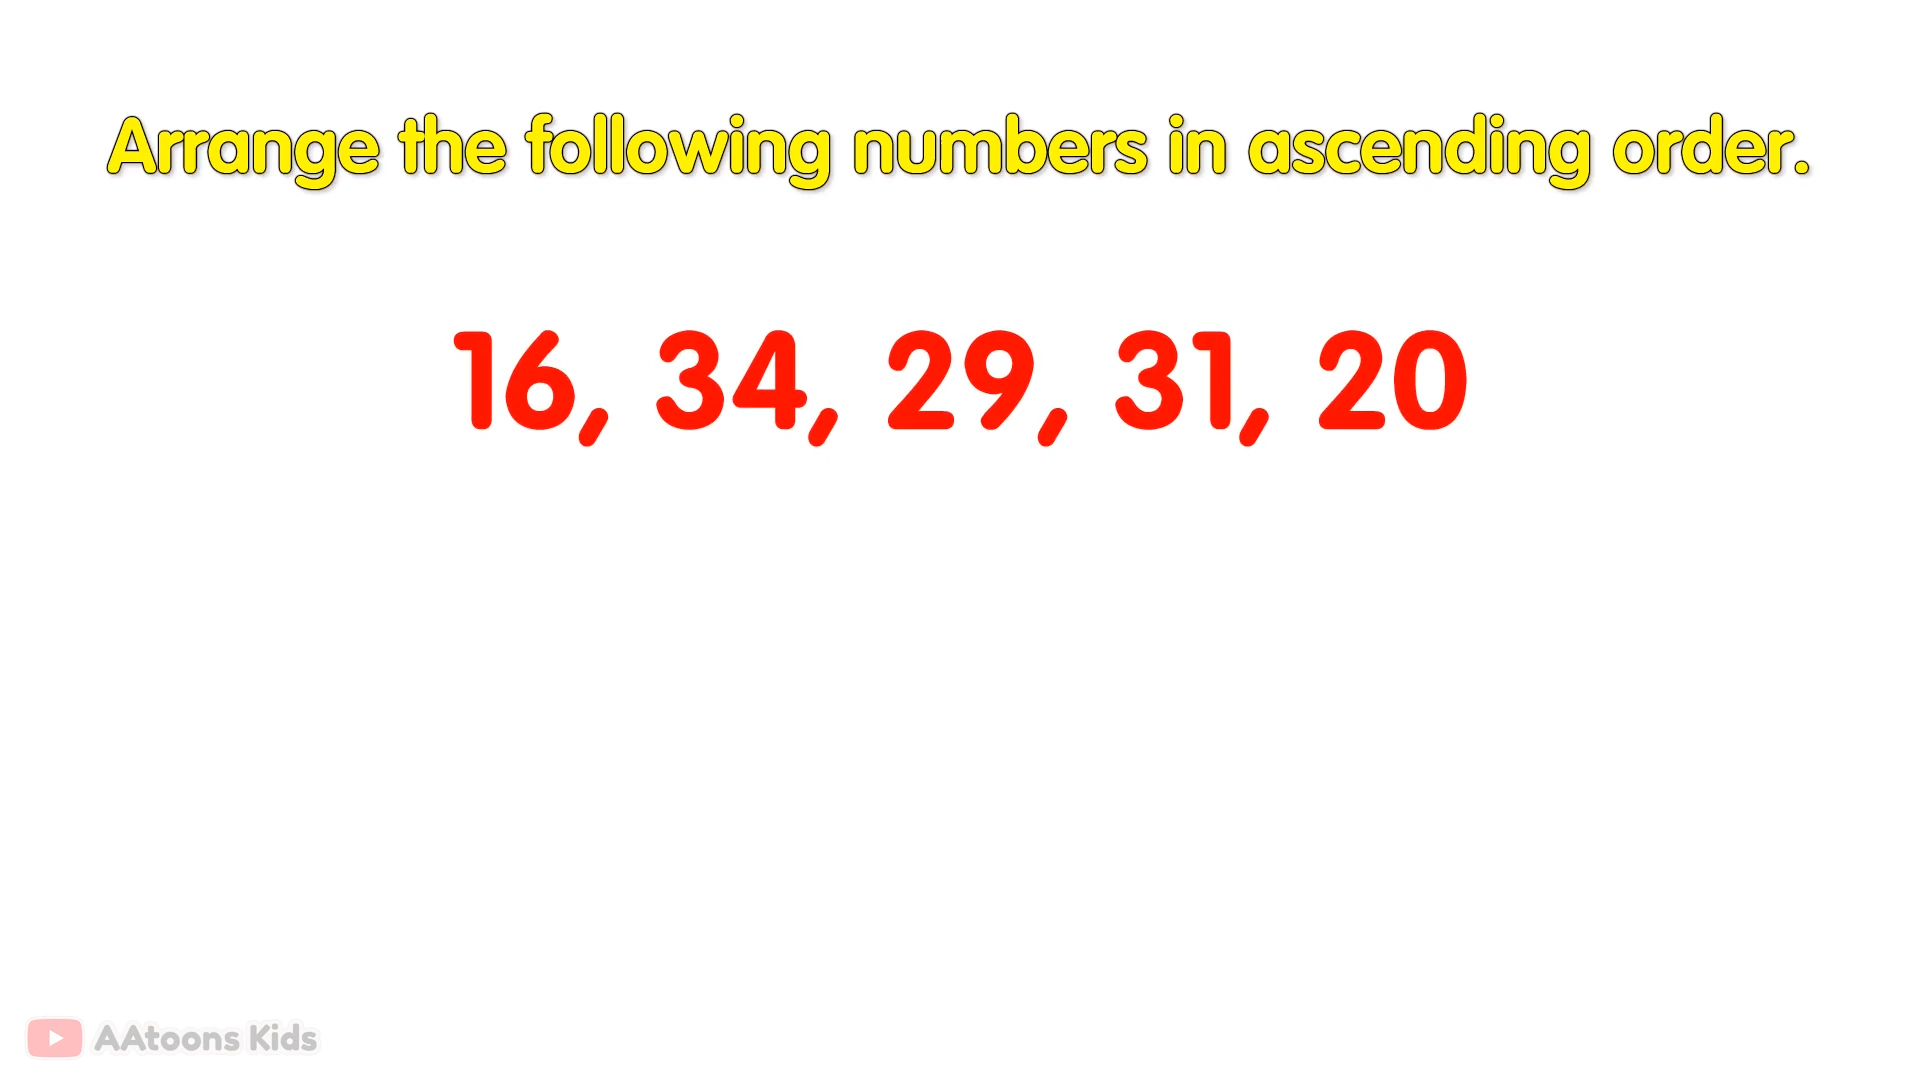 Arrange the following numbers in ascending order.
16, 34, 29, 31, 20
AAtoons Kids